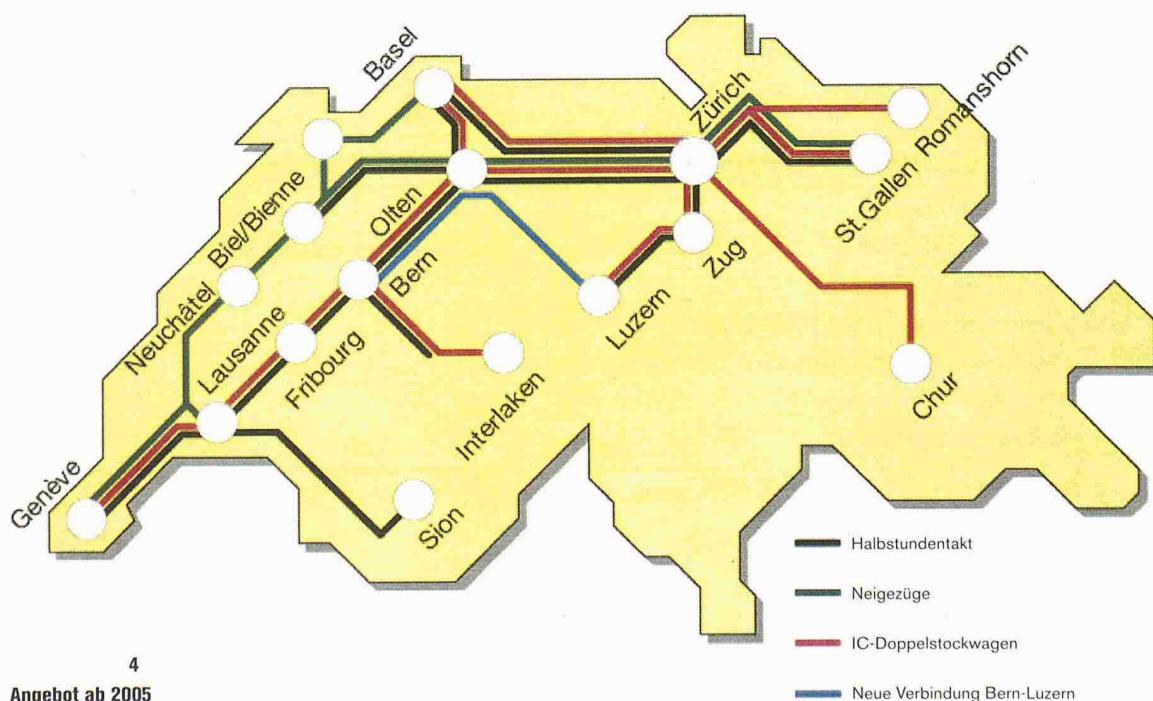 Basel
Zürich
Romanshorn
St.Gallen
Biel/Bienne
Olten
Bern
Zug
Luzern
Neuchâtel
Lausanne
Fribourg
Interlaken
Chur
Genève
Sion
Halbstundentakt
Neigezüge
IC-Doppelstockwagen
Neue Verbindung Bern-Luzern
4
Angebot ab 2005